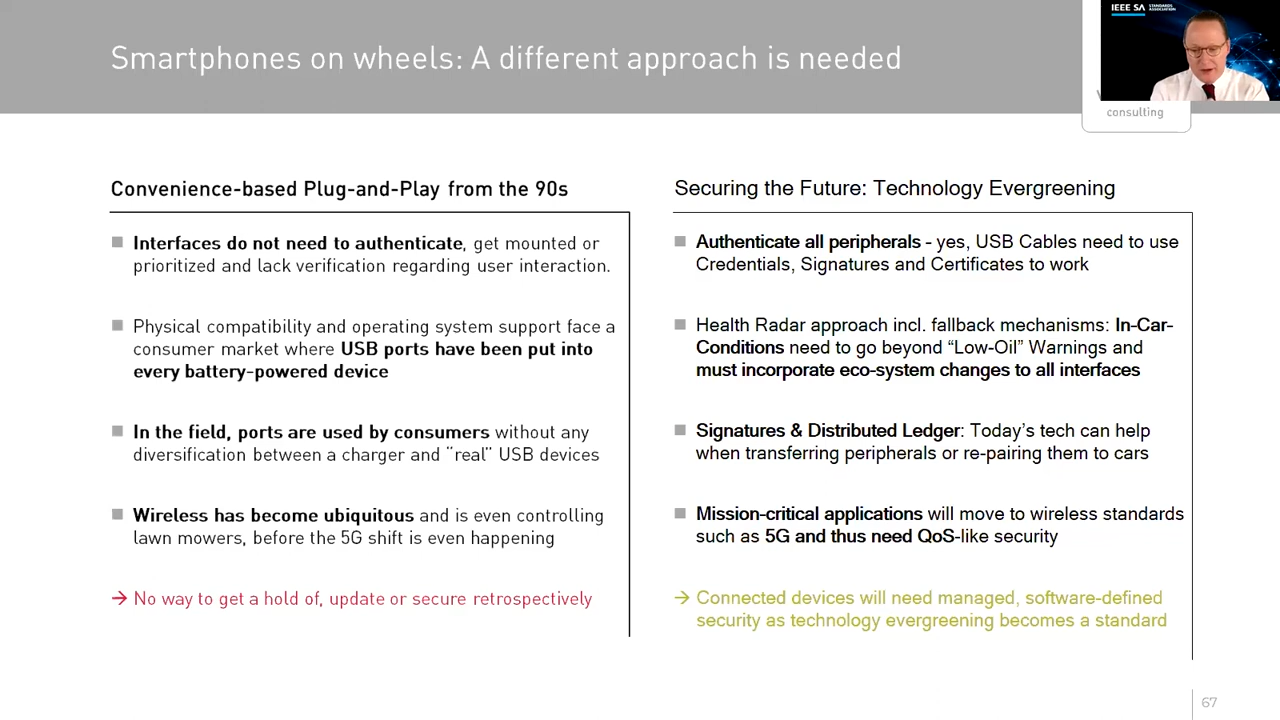 Smartphones on wheels: A different approach is needed
IEEE SA STANDARDS ASSOCIATION
consulting
Convenience-based Plug-and-Play from the 90s
Interfaces do not need to authenticate, get mounted or
prioritized and lack verification regarding user interaction.
Physical compatibility and operating system support face a
consumer market where USB ports have been put into
every battery-powered device
In the field, ports are used by consumers without any
diversification between a charger and “real” USB devices
Wireless has become ubiquitous and is even controlling
lawn mowers, before the 5G shift is even happening
→ No way to get a hold of, update or secure retrospectively
Securing the Future: Technology Evergreening
Authenticate all peripherals - yes, USB Cables need to use
Credentials, Signatures and Certificates to work
Health Radar approach incl. fallback mechanisms: In-Car-
Conditions need to go beyond “Low-Oil” Warnings and
must incorporate eco-system changes to all interfaces
Signatures & Distributed Ledger: Today’s tech can help
when transferring peripherals or re-pairing them to cars
Mission-critical applications will move to wireless standards
such as 5G and thus need QoS-like security
→ Connected devices will need managed, software-defined
security as technology evergreening becomes a standard
67